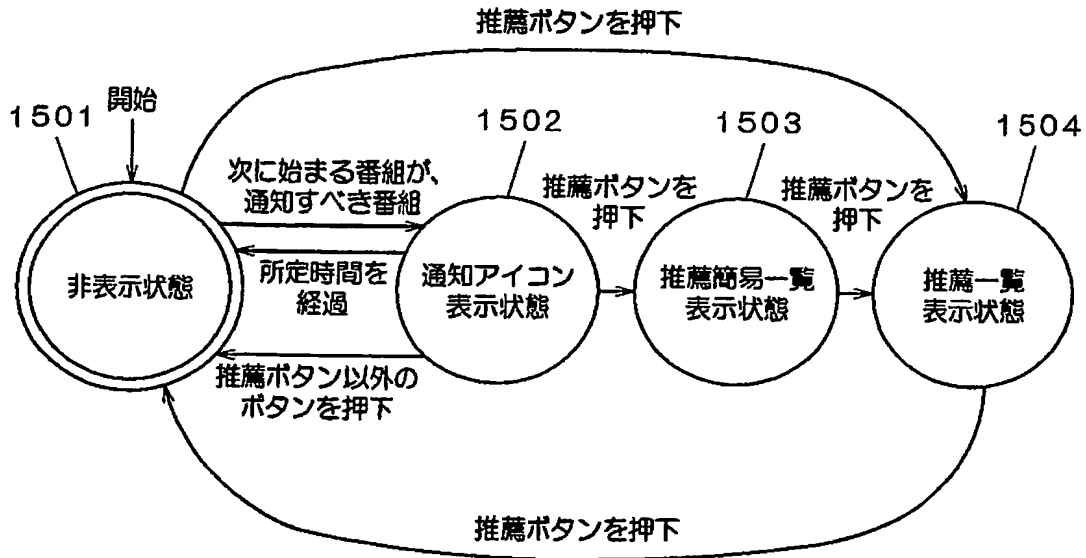 推薦ボタンを押下
1501
開始
1502
1503
1504
次に始まる番組が、
通知すべき番組
推薦ボタンを
押下
推薦ボタンを
押下
非表示状態
所定時間を
経過
通知アイコン
表示状態
推薦簡易一覧
表示状態
推薦一覧
表示状態
推薦ボタン以外の
ボタンを押下
推薦ボタンを押下